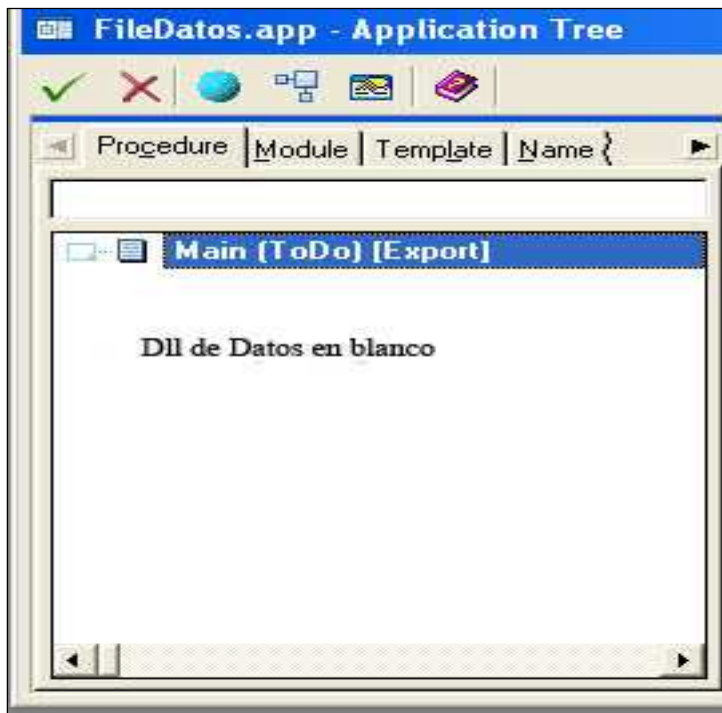 FileDatos.app - Application Tree
Procedure Module Template Name
Main (ToDo) [Export]
Dll de Datos en blanco